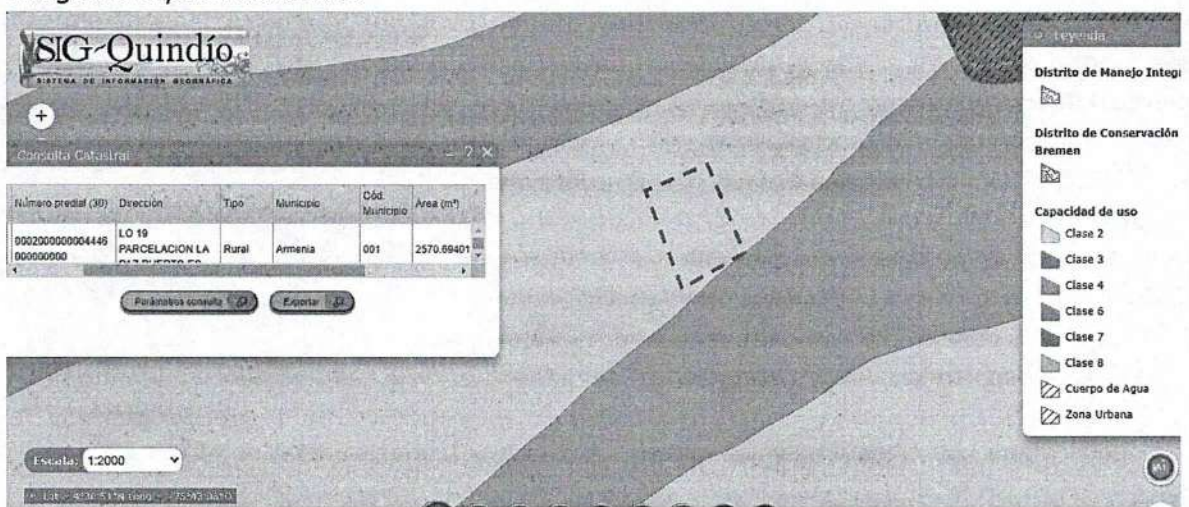 SIG-Quindío
SISTEMA DE INFORMACIÓN GEOGRÁFICA
+
Consulta Catastral
– ? ×
Número predial (30) Dirección Tipo Municipio Cód. Municipio Área (m²)
0002000000004446
000000000
LO 19
PARCELACION LA
Rural Armenia 001 2570.69401
Parámetros consulta Exportar
Escala: 1:2000
Leyenda
Distrito de Manejo Integr
Distrito de Conservación
Bremen
Capacidad de uso
Clase 2
Clase 3
Clase 4
Clase 6
Clase 7
Clase 8
Cuerpo de Agua
Zona Urbana